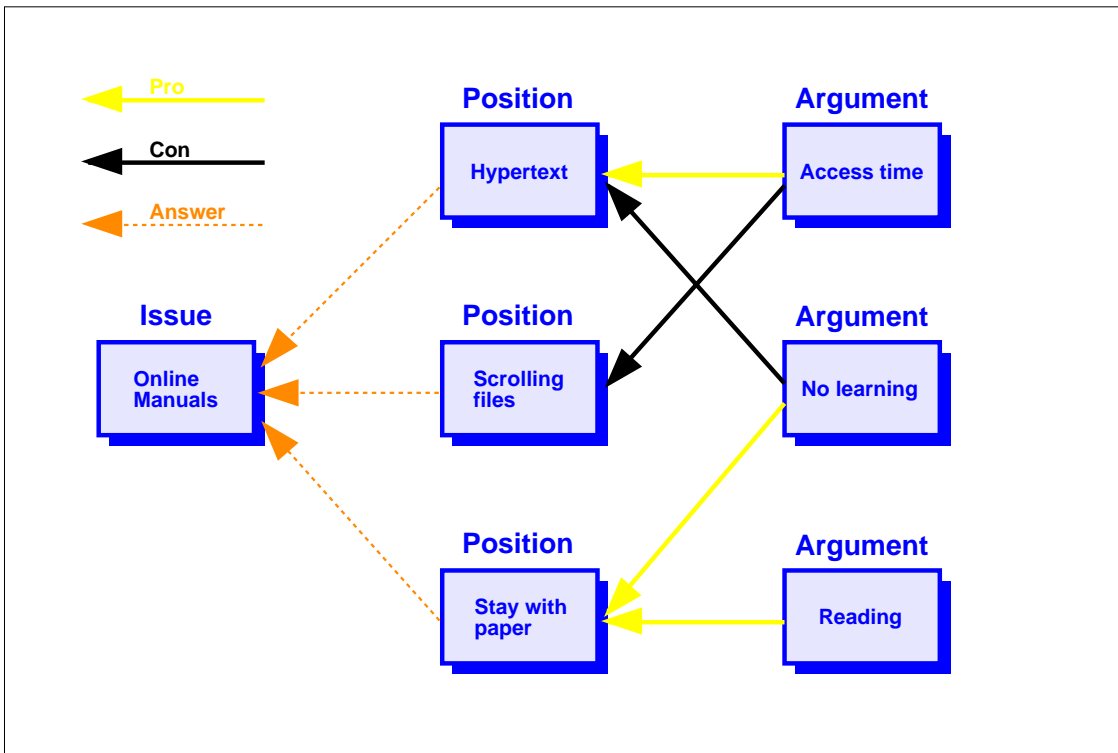 Pro
Con
Answer
Position
Argument
Hypertext
Access time
Issue
Position
Argument
Online
Manuals
Scrolling
files
No learning
Position
Argument
Stay with
paper
Reading